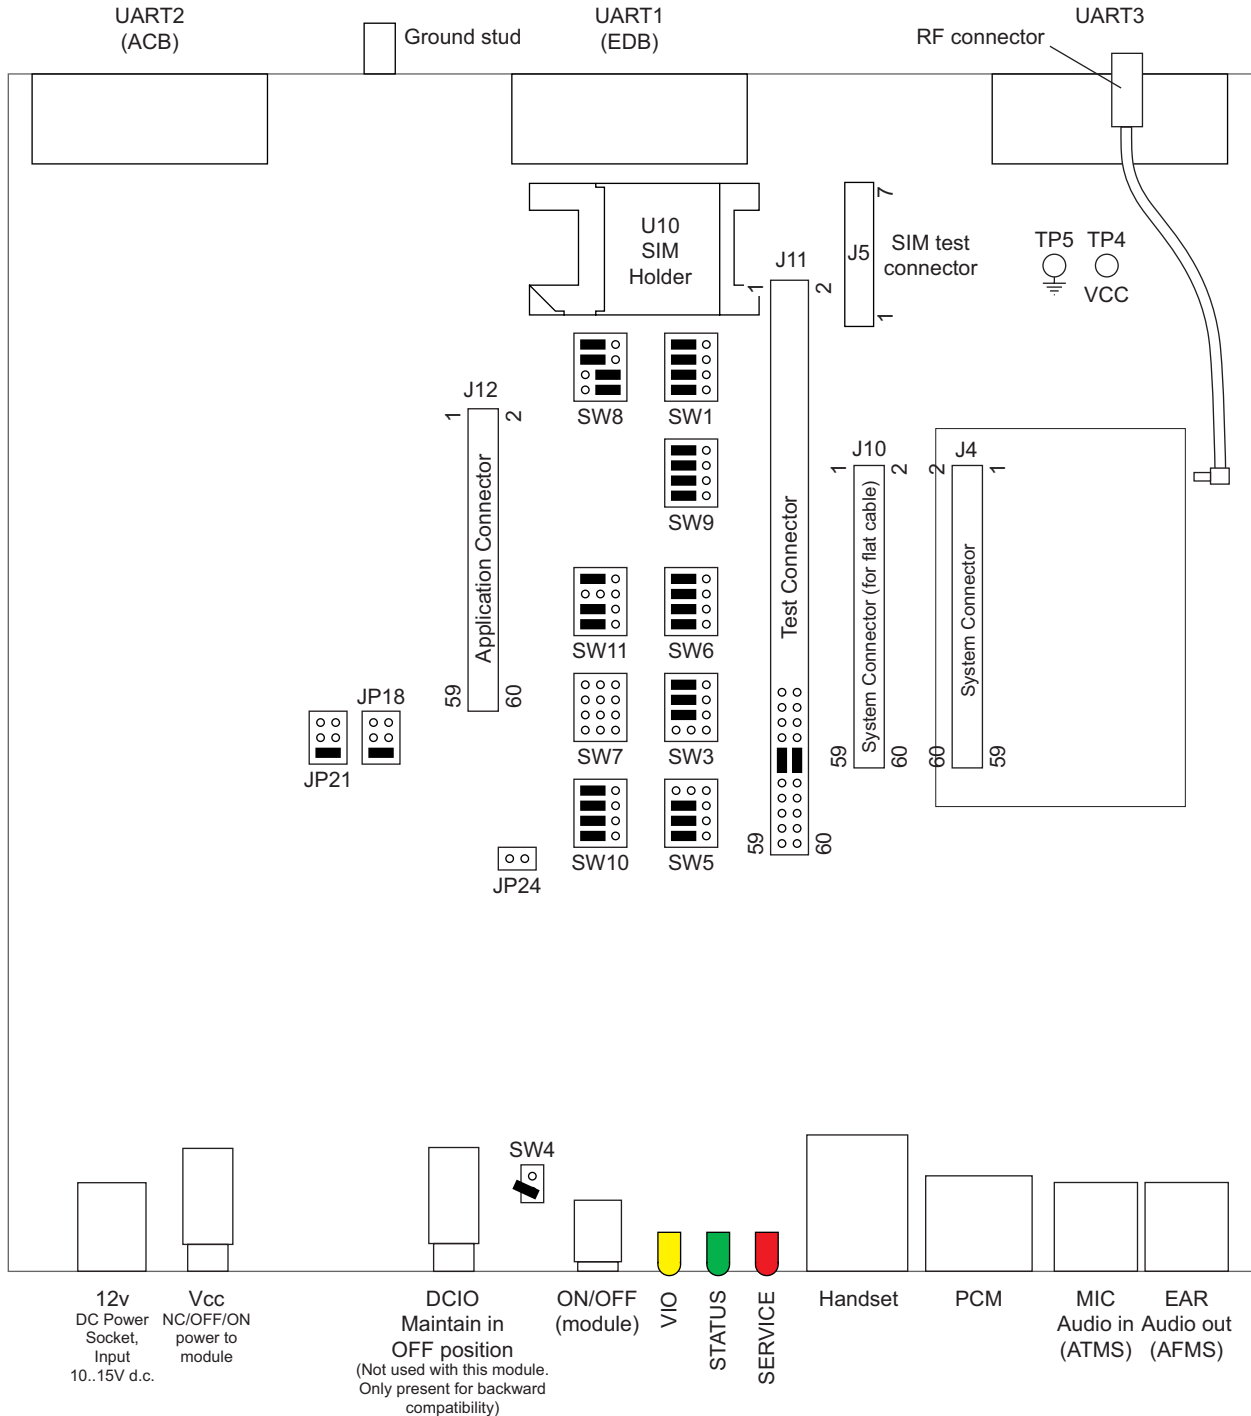 UART2
(ACB)
Ground stud
UART1
(EDB)
UART3
RF connector
U10
SIM
Holder
J11
1
2
7
J5
1
SIM test
connector
TP5
TP4
VCC
SW8
SW1
J12
1
2
Application Connector
59
60
SW9
Test Connector
59
60
J10
1
2
System Connector (for flat cable)
59
60
J4
2
1
System Connector
60
59
SW11
SW6
JP18
JP21
SW7
SW3
SW10
SW5
JP24
SW4
12v
DC Power
Socket,
Input
10..15V d.c.
Vcc
NC/OFF/ON
power to
module
DCIO
Maintain in
OFF position
(Not used with this module.
Only present for backward
compatibility)
ON/OFF
(module)
VIO
STATUS
SERVICE
Handset
PCM
MIC
Audio in
(ATMS)
EAR
Audio out
(AFMS)